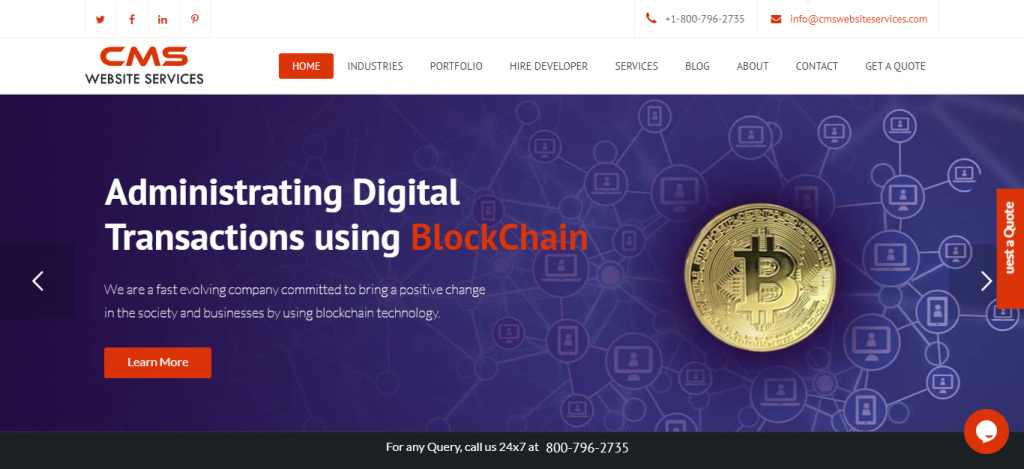 +1-800-796-2735
info@cmswebsiteservices.com
CMS
WEBSITE SERVICES
HOME
INDUSTRIES
PORTFOLIO
HIRE DEVELOPER
SERVICES
BLOG
ABOUT
CONTACT
GET A QUOTE
Administrating Digital
Transactions using BlockChain
We are a fast evolving company committed to bring a positive change
in the society and businesses by using blockchain technology.
Learn More
uest a Quote
For any Query, call us 24x7 at 800-796-2735